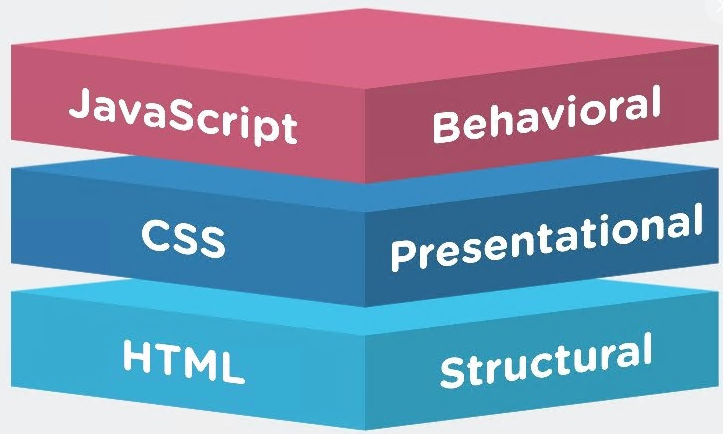 JavaScript Behavioral
CSS Presentational
HTML Structural